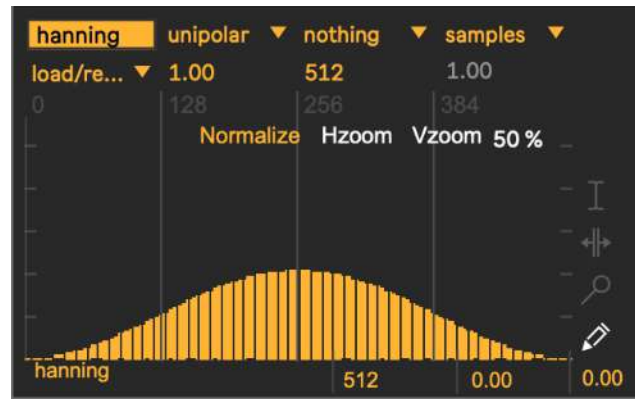 hanning unipolar nothing samples
load/re... 1.00 512 1.00
0 128 256 384
Normalize Hzoom Vzoom 50 %
hanning 512 0.00 0.00